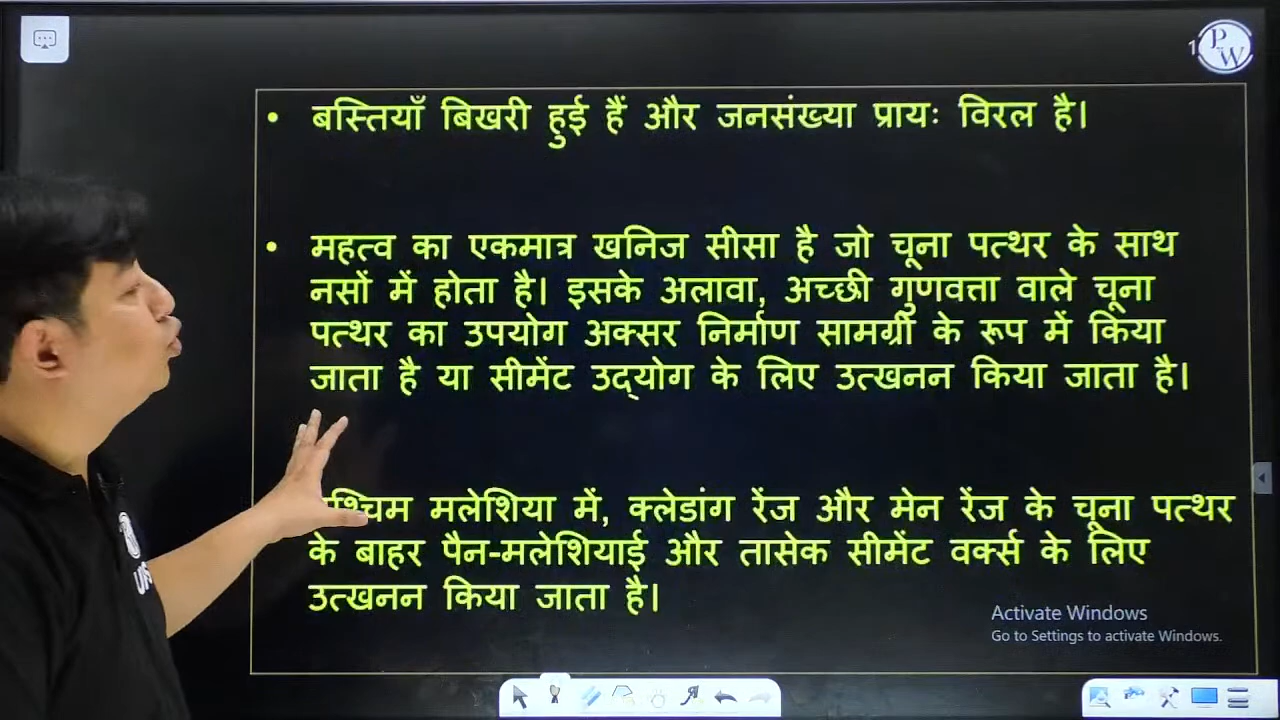 1
PW
• बस्तियाँ बिखरी हुई हैं और जनसंख्या प्रायः विरल है।
• महत्व का एकमात्र खनिज सीसा है जो चूना पत्थर के साथ
नसों में होता है। इसके अलावा, अच्छी गुणवत्ता वाले चूना
पत्थर का उपयोग अक्सर निर्माण सामग्री के रूप में किया
जाता है या सीमेंट उद्योग के लिए उत्खनन किया जाता है।
मलेशिया में, क्लेडांग रेंज और मेन रेंज के चूना पत्थर
के बाहर पैन-मलेशियाई और तासेक सीमेंट वर्क्स के लिए
उत्खनन किया जाता है।
Activate Windows
Go to Settings to activate Windows.